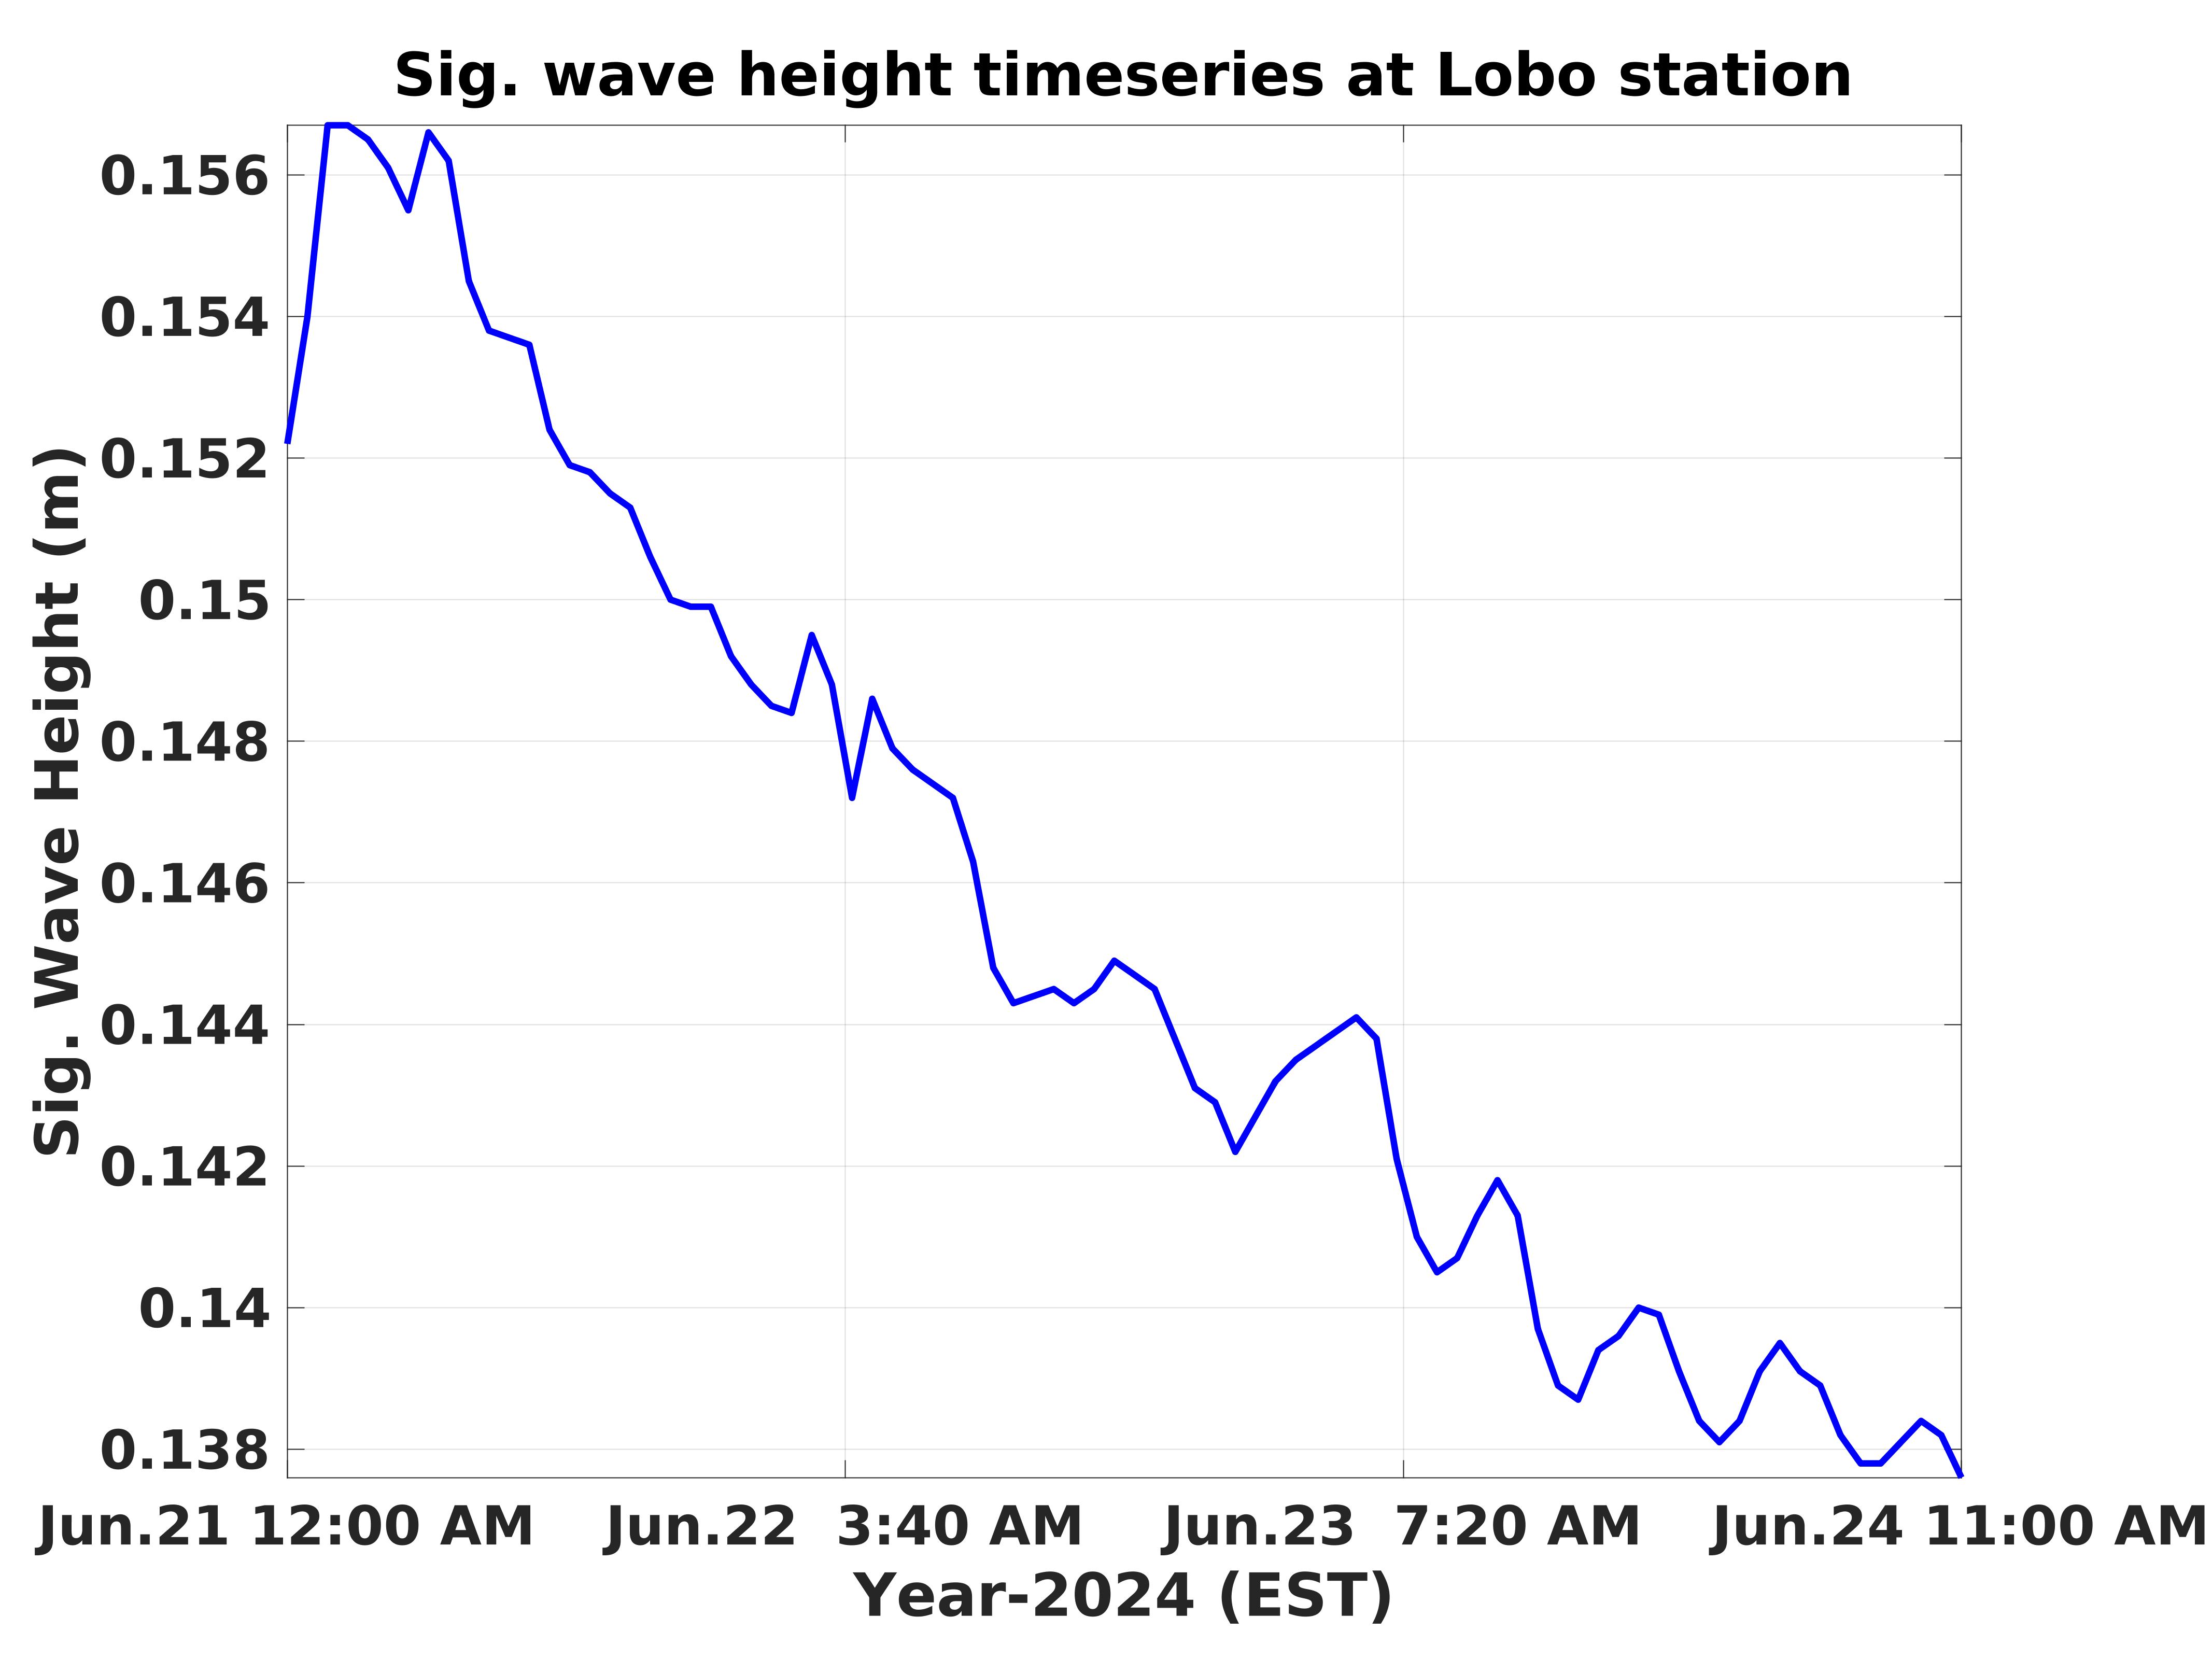 Sig. wave height timeseries at Lobo station
Sig. Wave Height (m)
0.156
0.154
0.152
0.15
0.148
0.146
0.144
0.142
0.14
0.138
Jun.21 12:00 AM
Jun.22 3:40 AM
Jun.23 7:20 AM
Jun.24 11:00 AM
Year-2024 (EST)